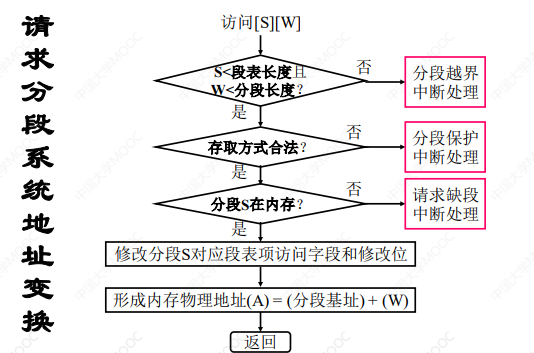 请求分段系统地址变换
访问[S][W]
S<段表长度且
W<分段长度？
否
分段越界
中断处理
是
存取方式合法？
否
分段保护
中断处理
是
分段S在内存？
否
请求缺段
中断处理
是
修改分段S对应段表项访问字段和修改位
形成内存物理地址(A) = (分段基址) + (W)
返回